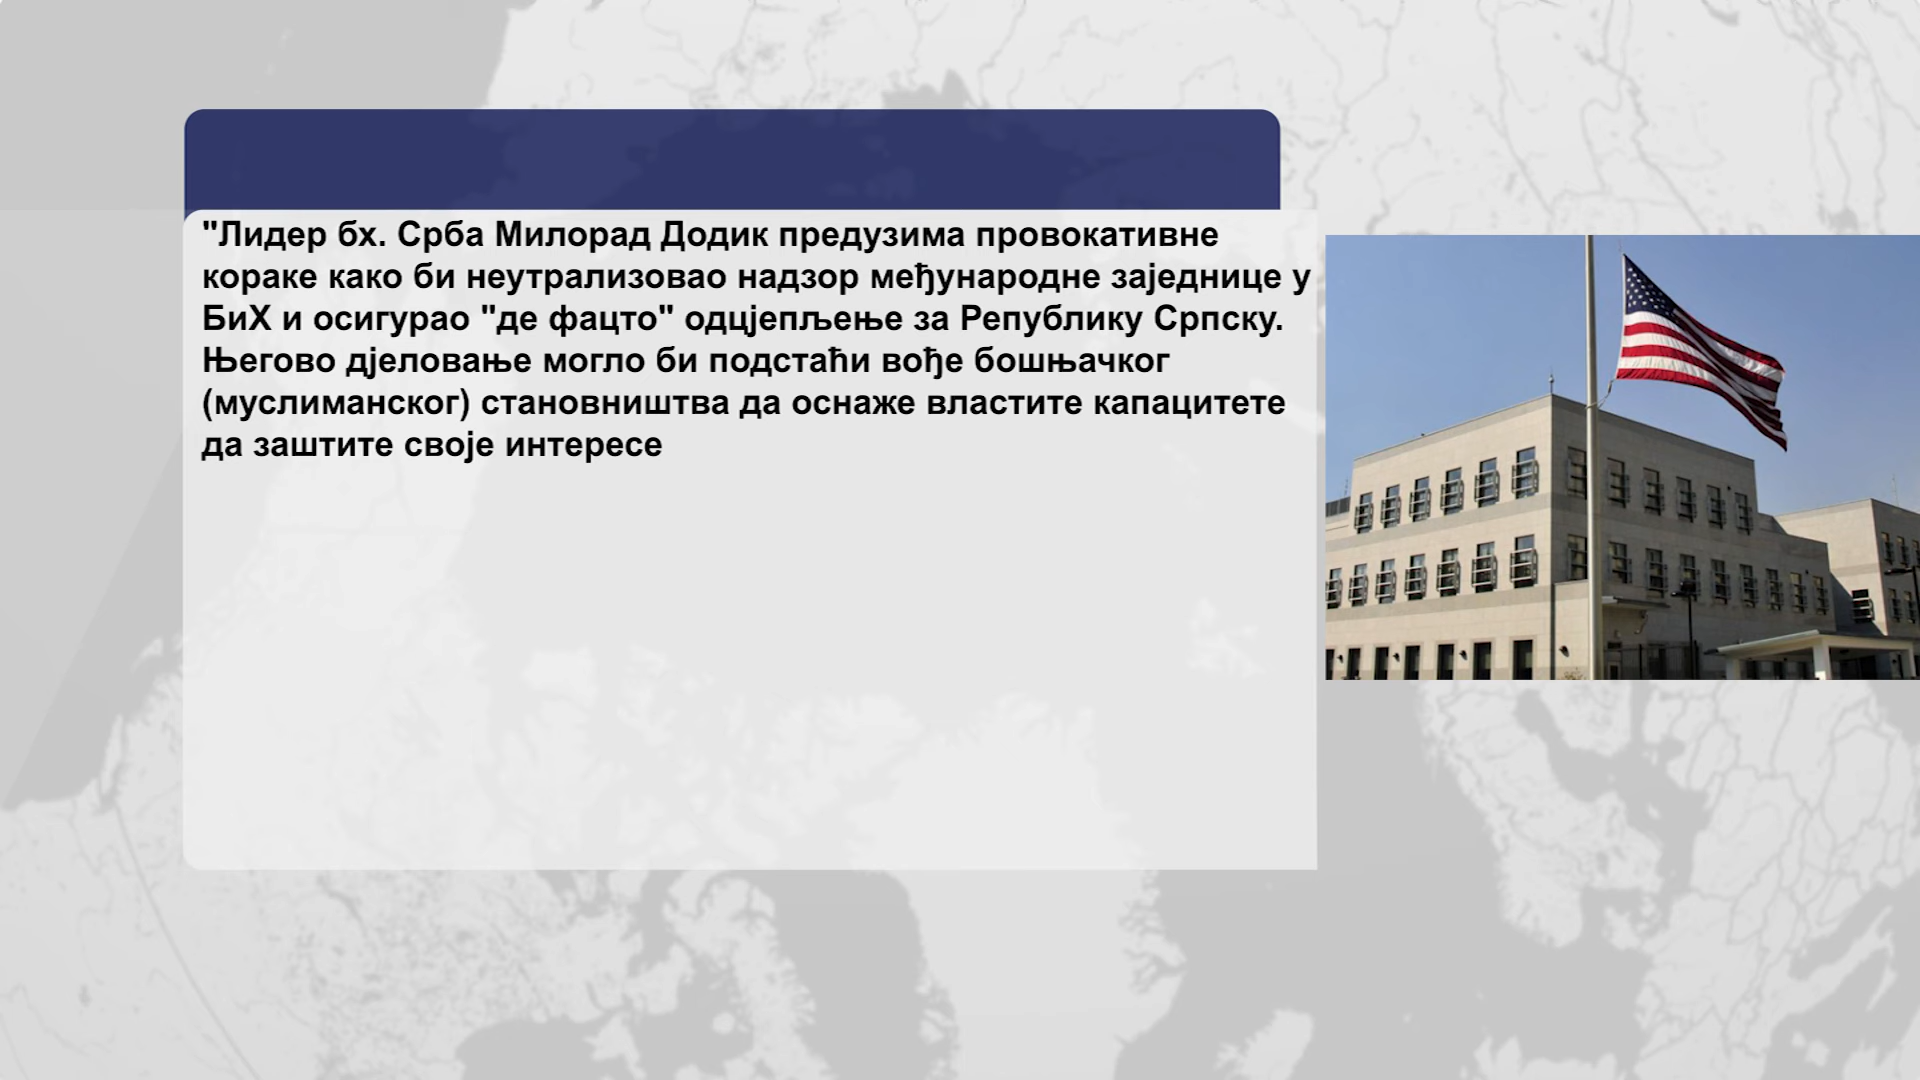 "Лидер бх. Срба Милорад Додик предузима провокативне
кораке како би неутрализовао надзор међународне заједнице у
БиХ и осигурао "де фацто" одцјепљење за Републику Српску.
Његово дјеловање могло би подстаћи вође бошњачког
(муслиманског) становништва да оснаже властите капацитете
да заштите своје интересе